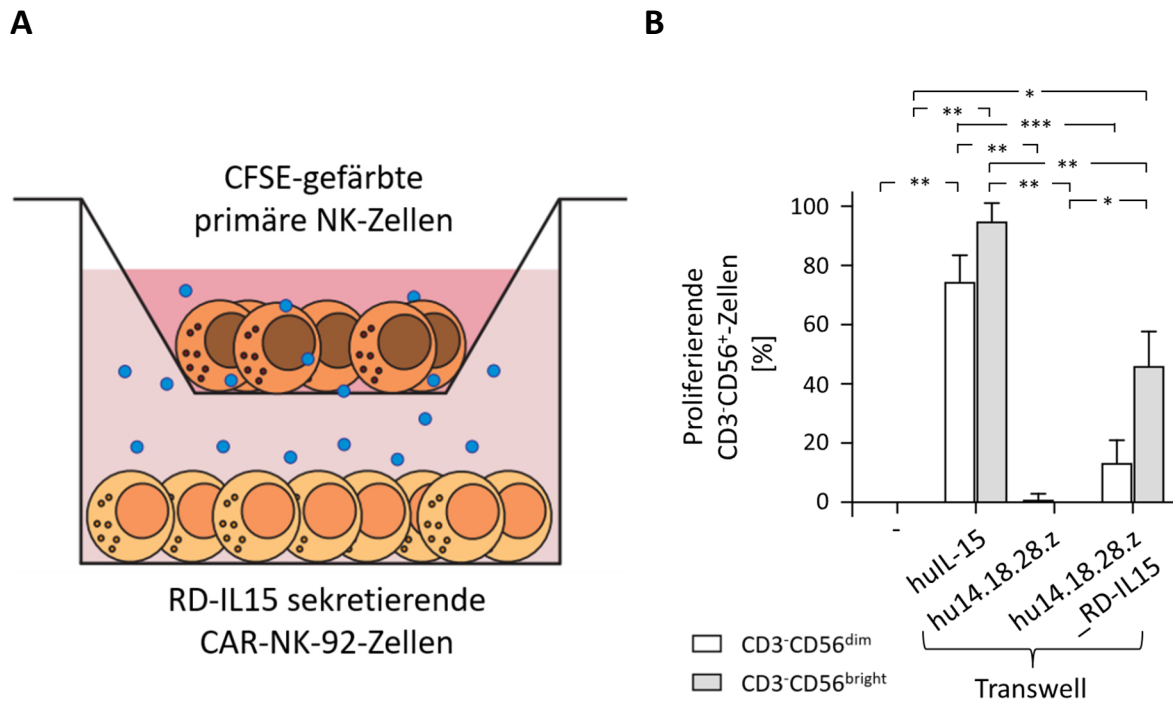 A
B
CFSE-gefärbte
primäre NK-Zellen
RD-IL15 sekretierende
CAR-NK-92-Zellen
*
**
***
**
**
**
**
*
Proliferierende
CD3⁻CD56⁺-Zellen
[%]
100
80
60
40
20
0
-
huIL-15
hu14.18.28.z
hu14.18.28.z
_RD-IL15
Transwell
CD3⁻CD56ᵈⁱᵐ
CD3⁻CD56ᵇʳⁱᵍʰᵗ